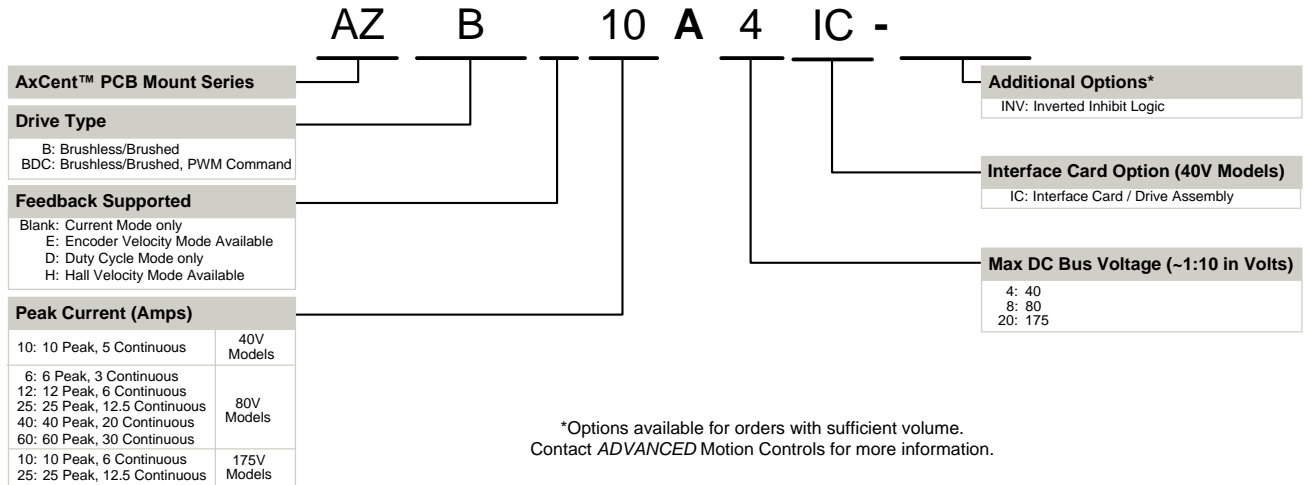 AZ B 10 A 4 IC -
AxCent™ PCB Mount Series
Drive Type
B: Brushless/Brushed
BDC: Brushless/Brushed, PWM Command
Feedback Supported
Blank: Current Mode only
E: Encoder Velocity Mode Available
D: Duty Cycle Mode only
H: Hall Velocity Mode Available
Peak Current (Amps)
10: 10 Peak, 5 Continuous
40V
Models
6: 6 Peak, 3 Continuous
12: 12 Peak, 6 Continuous
25: 25 Peak, 12.5 Continuous
40: 40 Peak, 20 Continuous
60: 60 Peak, 30 Continuous
80V
Models
10: 10 Peak, 6 Continuous
25: 25 Peak, 12.5 Continuous
175V
Models
Additional Options*
INV: Inverted Inhibit Logic
Interface Card Option (40V Models)
IC: Interface Card / Drive Assembly
Max DC Bus Voltage (~1:10 in Volts)
4: 40
8: 80
20: 175
*Options available for orders with sufficient volume.
Contact ADVANCED Motion Controls for more information.